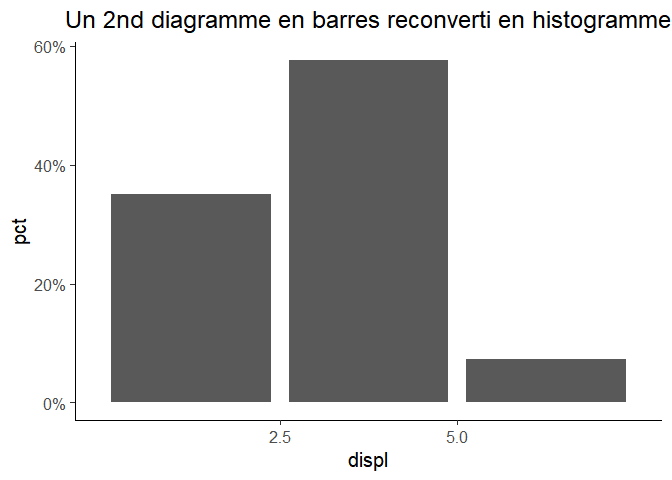 Un 2nd diagramme en barres reconverti en histogramme
60%
40%
20%
0%
pct
2.5 5.0
displ